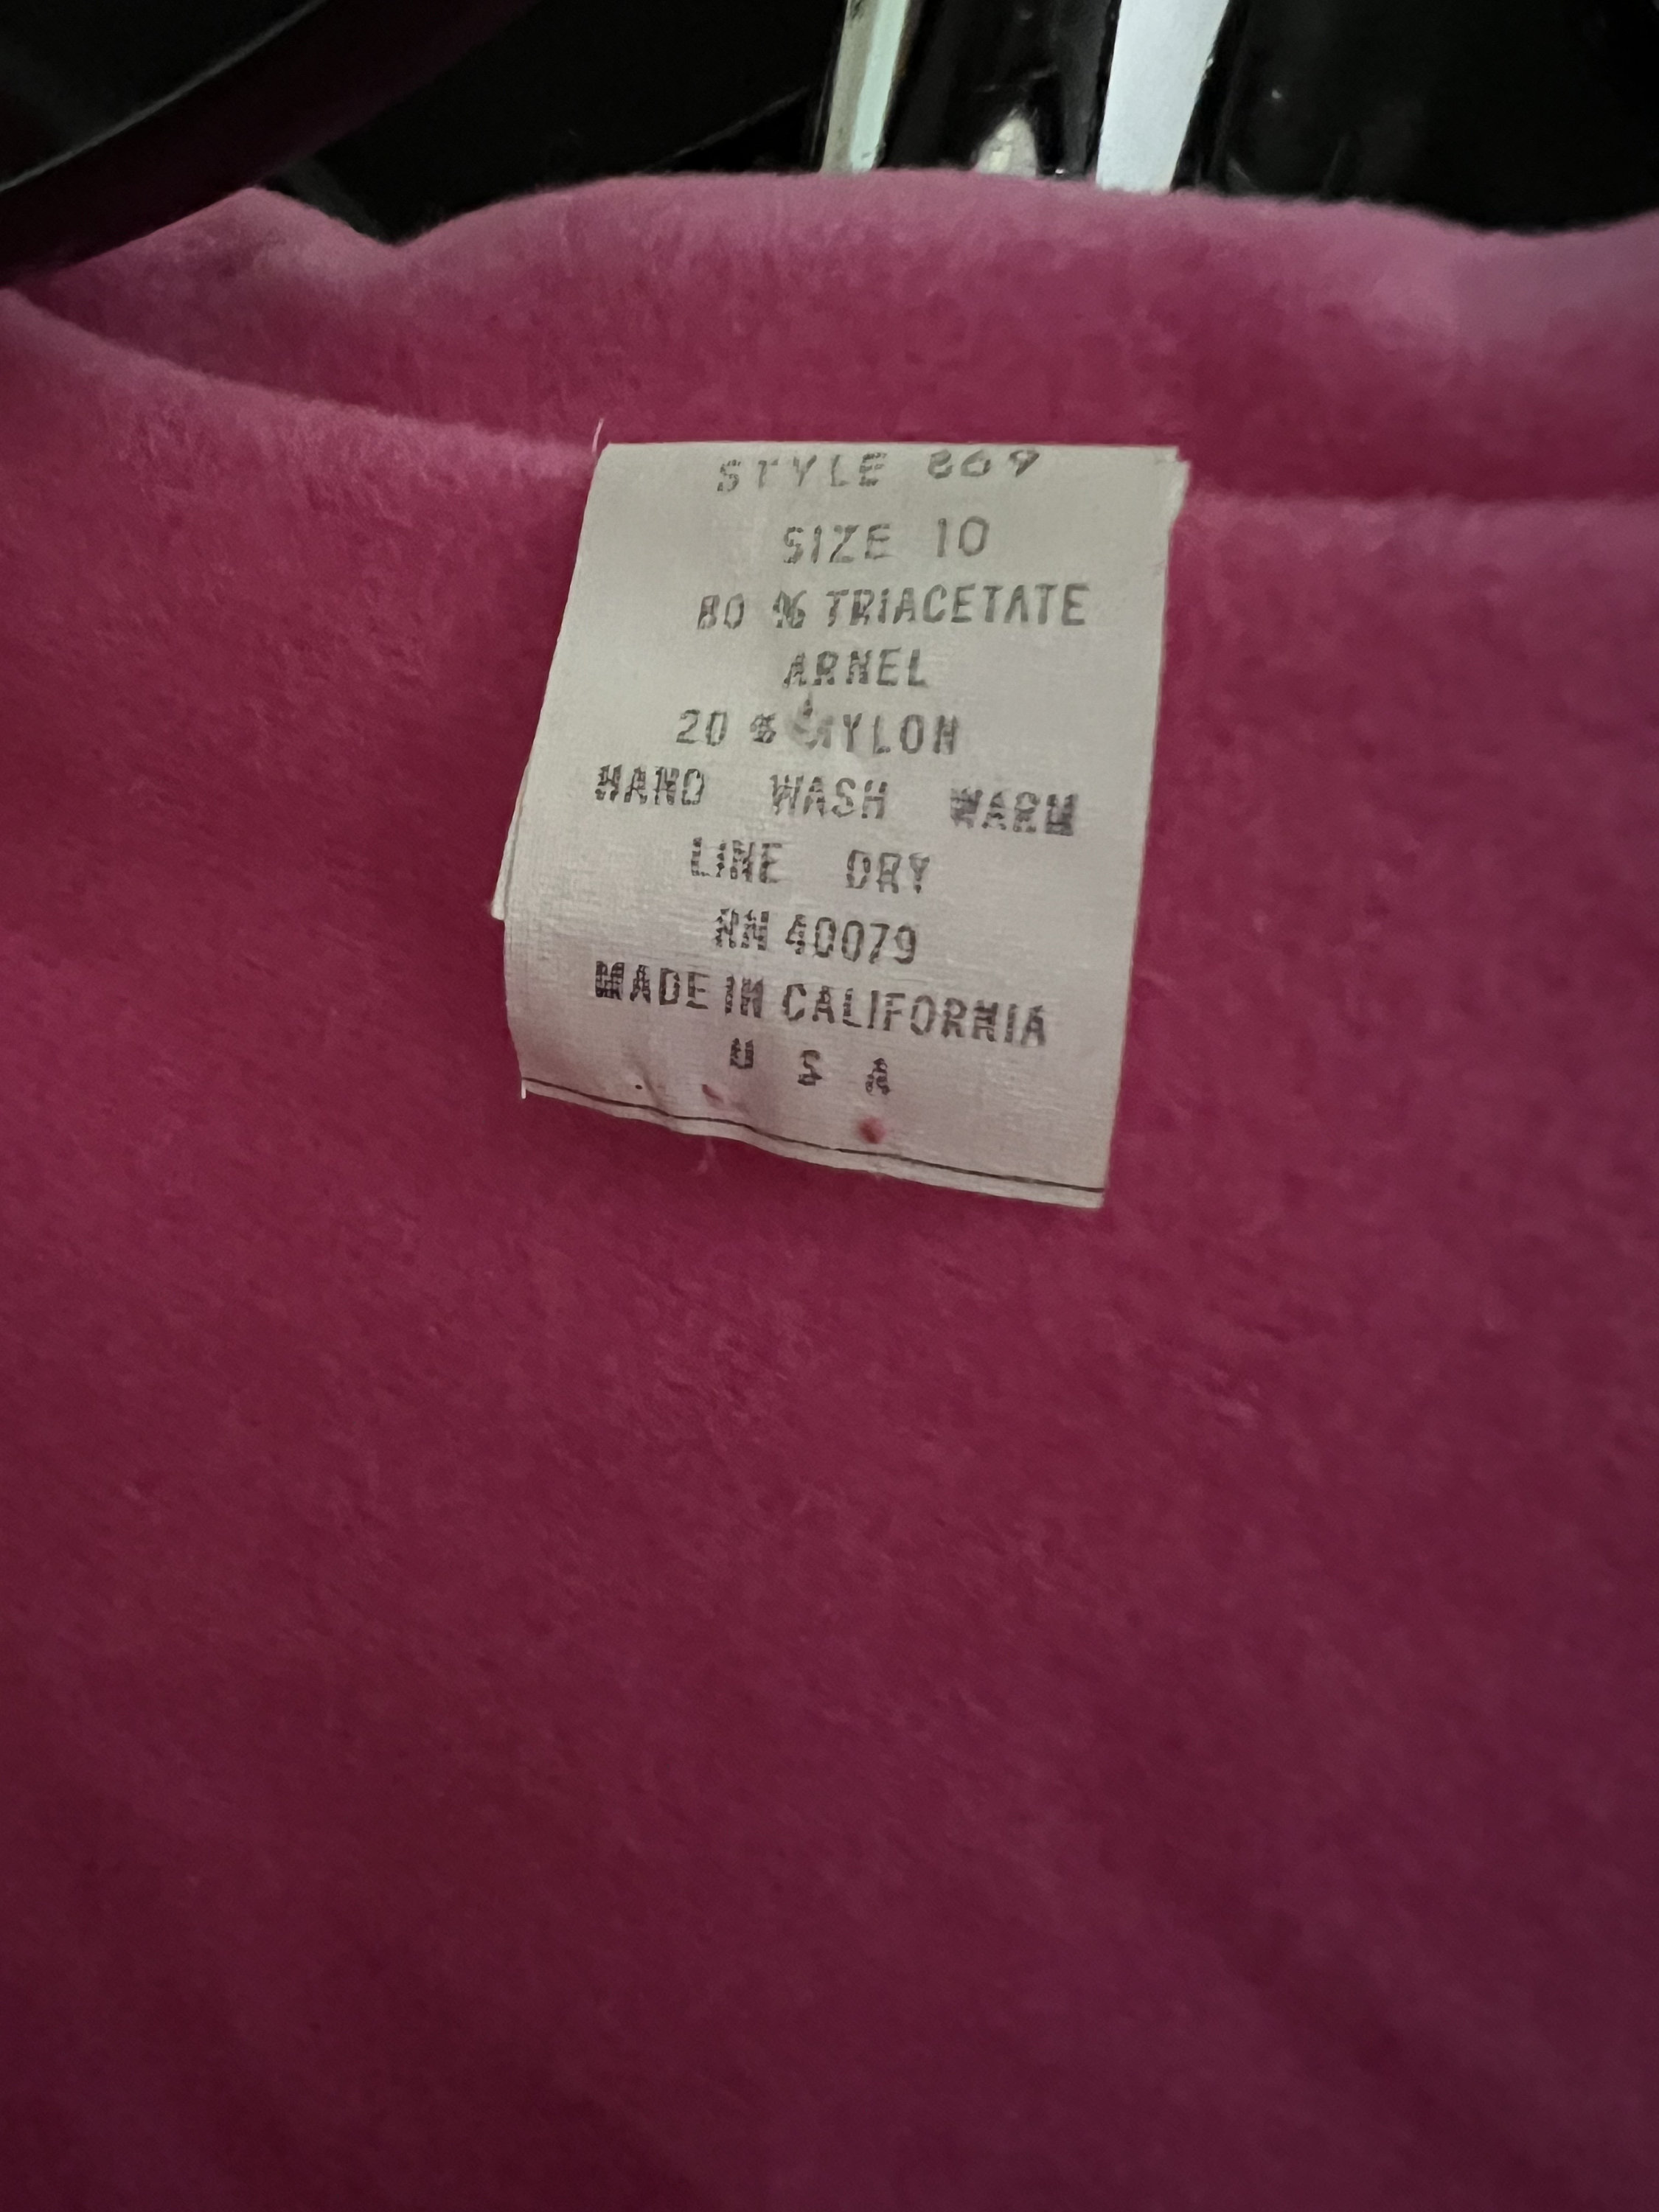 STYLE 869
SIZE 10
80 % TRIACETATE
ARNEL
20 % NYLON
HAND WASH WARM
LINE DRY
RN 40079
MADE IN CALIFORNIA
U S A